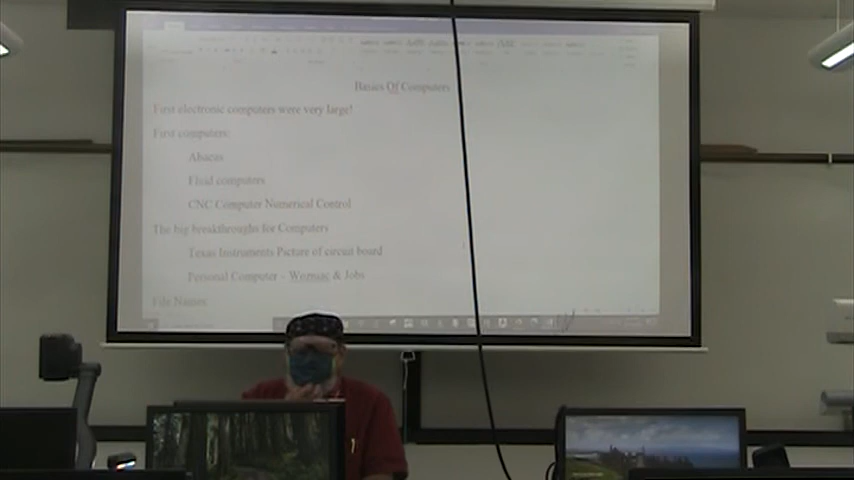 Basics Of Computers
First electronic computers were very large!
First computers:
Abacus
Fluid computers
CNC Computer Numerical Control
The big breakthroughs for Computers
Texas Instruments Picture of circuit board
Personal Computer – Wozniac & Jobs
File Names: